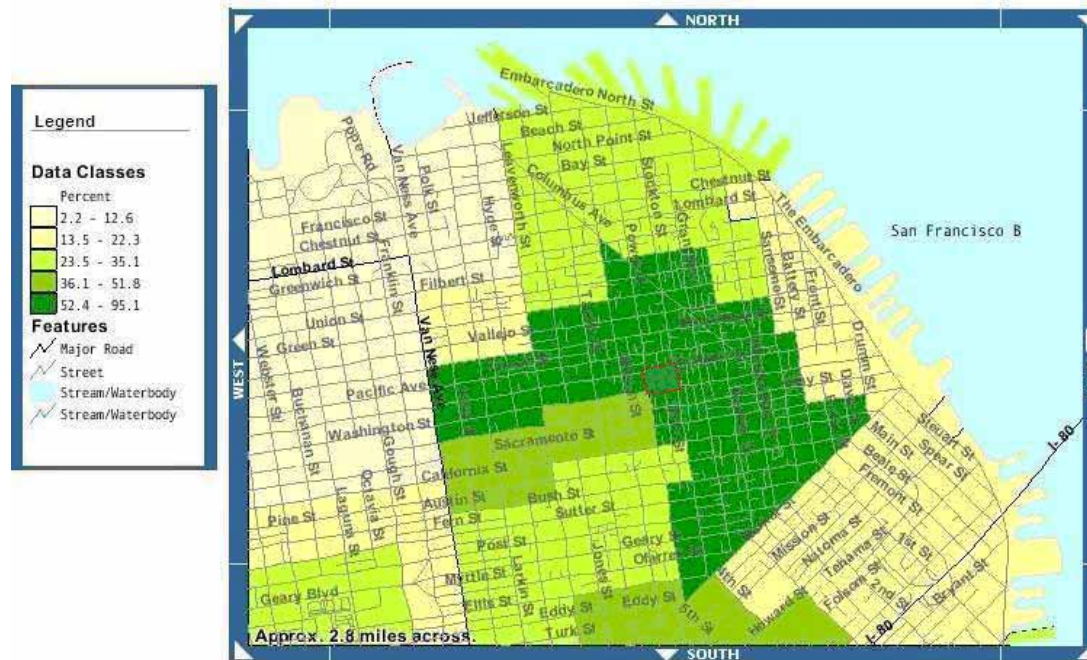 NORTH
Legend
Data Classes
Percent
2.2 - 12.6
13.5 - 22.3
23.5 - 35.1
36.1 - 51.8
52.4 - 95.1
Features
Major Road
Street
Stream/Waterbody
Stream/Waterbody
WEST
Embarcadero North St
Jefferson St
Beach St
North Point St
Bay St
Pope Rd
Van Ness Ave
Polk St
Hyde
Leavenworth St
Columbus Ave
Stockton St
Chestnut St
Lombard St
The Embarcadero
San Francisco B
Francisco St
Chestnut St
Lombard St
Greenwich St
Franklin St
Filbert St
Sansome St
Battery St
Front St
Union St
Green St
Van Ness Ave
Vallejo St
Drumm St
Webster St
Buchanan St
Pacific Ave
Washington St
Gough St
Sacramento St
California St
Octavia St
Laguna St
Austin St
Bush St
Pine St
Fern St
Sutter St
Steuart St
Main St
Spear St
Beale St
Fremont St
I-80
Post St
Geary S
Ofarre
Mission St
Natoma St
Tehama St
1st St
Myrtle St
Larkin St
Jones St
4th St
Folsom St
2nd St
Bryant St
Geary Blvd
Ellis St
Eddy St
Eddy St
5th St
Howard St
I-80
Turk St
Approx. 2.8 miles across.
SOUTH